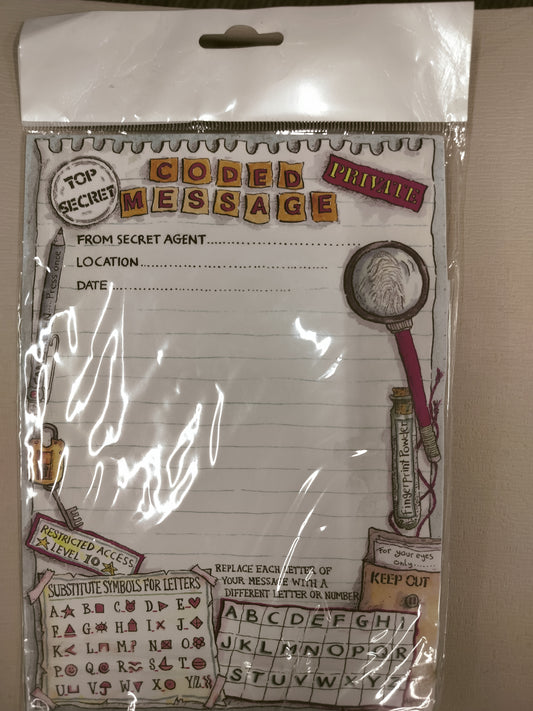 TOP SECRET
CODED
MESSAGE
PRIVATE
FROM SECRET AGENT
LOCATION
DATE
Fingerprint Powder
RESTRICTED ACCESS
LEVEL 10
For your eyes
only......
KEEP OUT
REPLACE EACH LETTER OF
YOUR MESSAGE WITH A
DIFFERENT LETTER OR NUMBER
SUBSTITUTE SYMBOLS FOR LETTERS
A. B. C. D. E.
F. G. H. I. J.
K. L. M. N. O.
P. Q. R. S. T.
U. V. W. X. Y.Z.
A B C D E F G H I
J K L M N O P Q R
S T U V W X Y Z